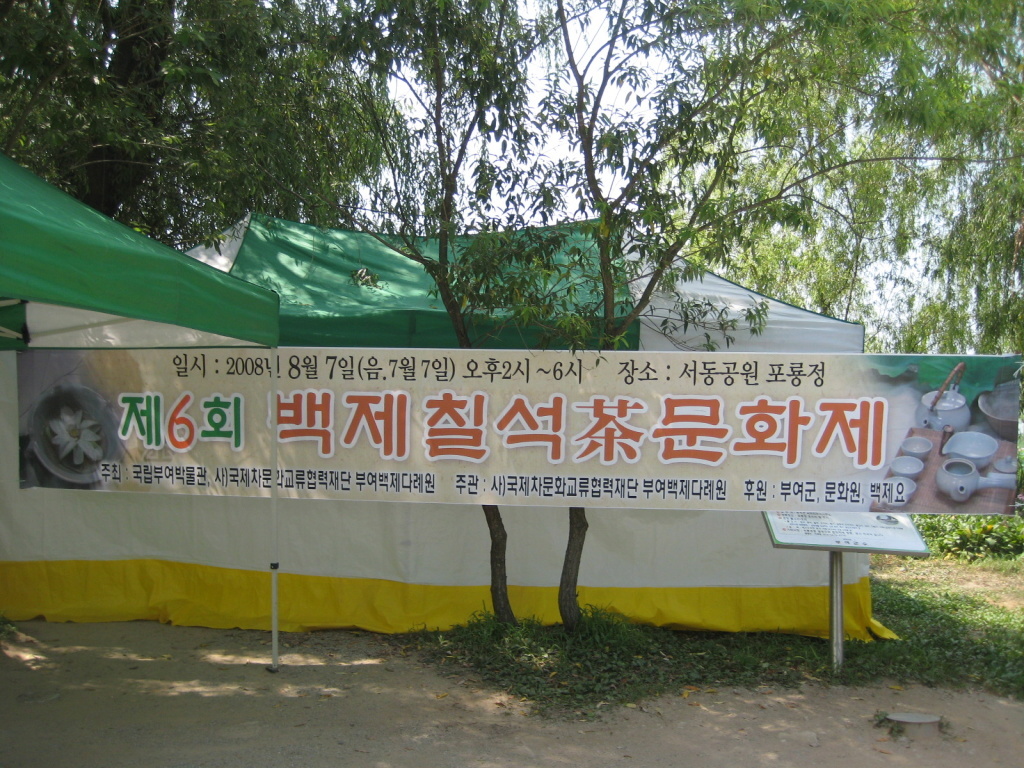 일시 : 2008년 8월 7일(음.7월 7일) 오후2시 ~6시 장소 : 서동공원 포룡정
제6회 백제칠석茶문화제
주최 : 국립부여박물관, 사)국제차문화교류협력재단 부여백제다례원 주관 : 사)국제차문화교류협력재단 부여백제다례원 후원 : 부여군, 문화원, 백제요